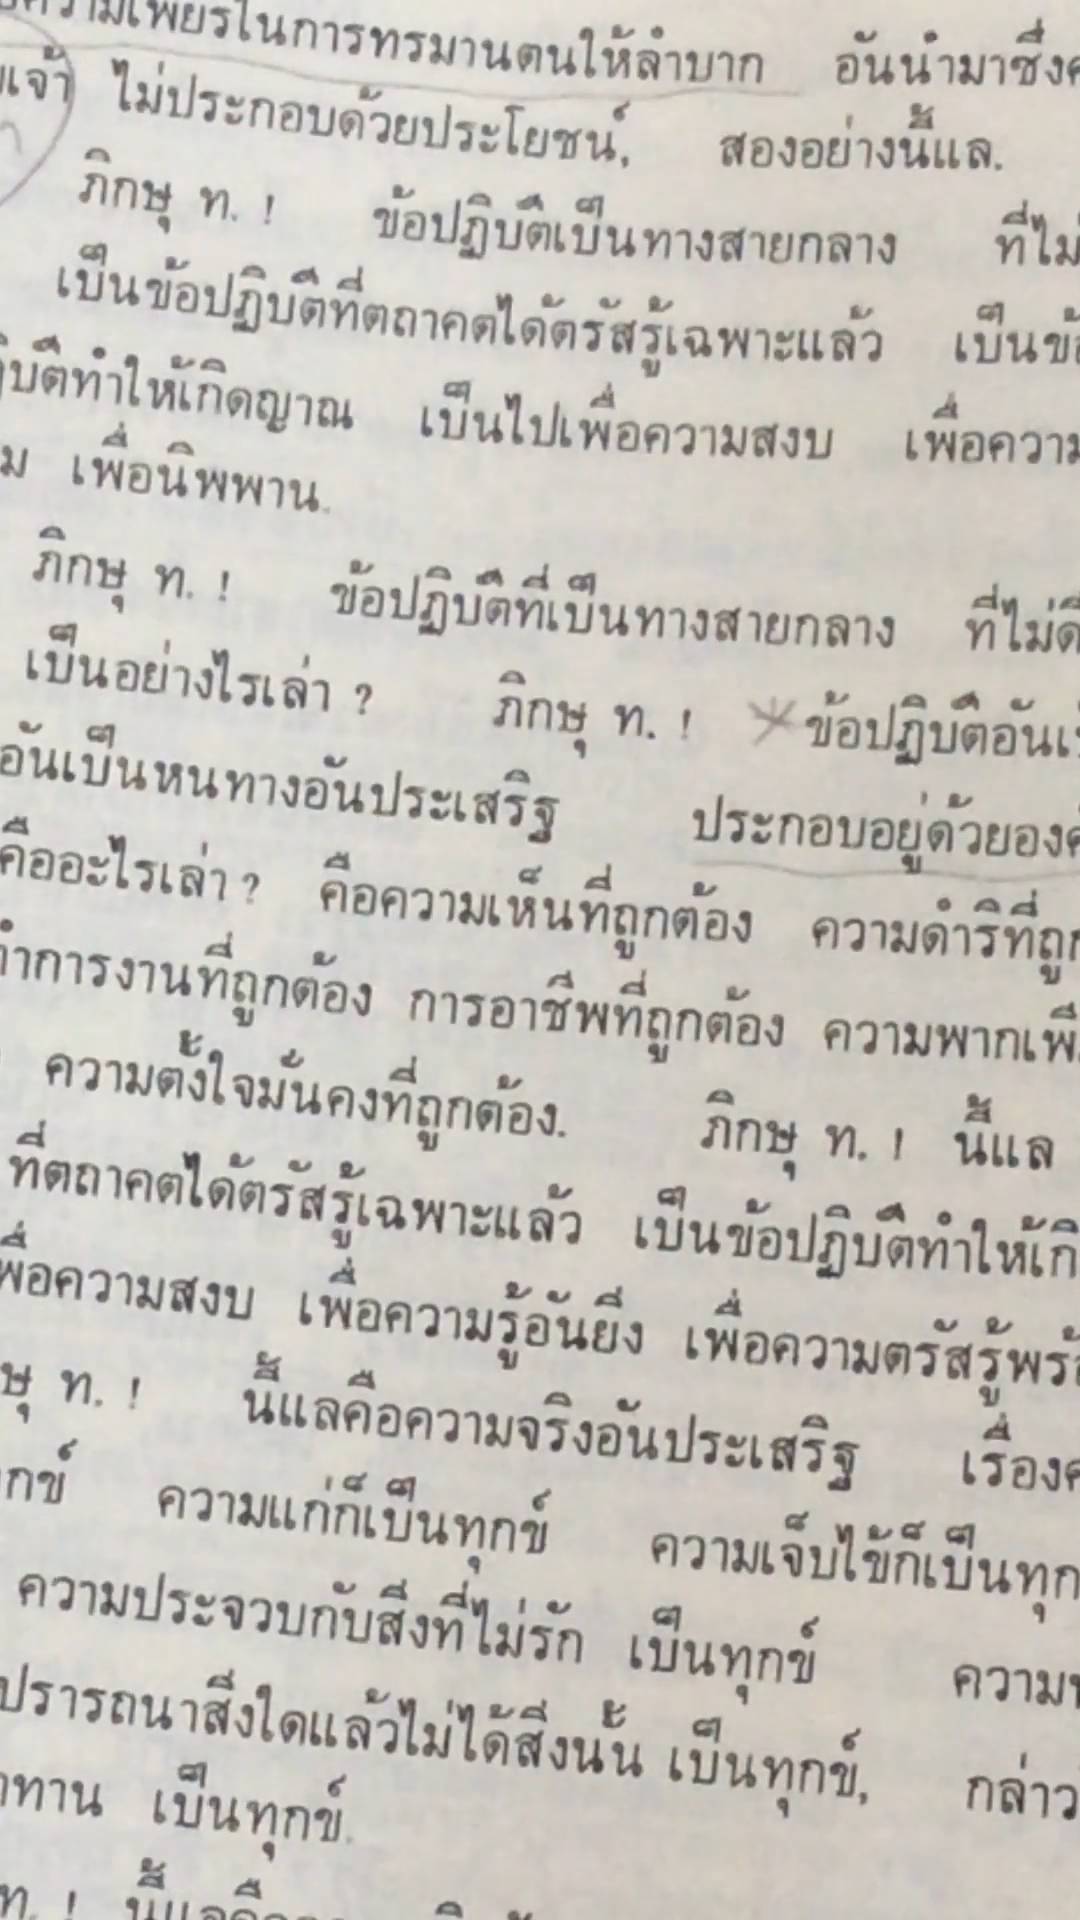 ความเพียรในการทรมานตนให้ลำบาก อันนำมาซึ่ง
เจ้า ไม่ประกอบด้วยประโยชน์, สองอย่างนี้แล.
ภิกษุ ท. ! ข้อปฏิบัติเป็นทางสายกลาง ที่ไม่
เป็นข้อปฏิบัติที่ตถาคตได้ตรัสรู้เฉพาะแล้ว เป็นข้อ
ฏิบัติทำให้เกิดญาณ เป็นไปเพื่อความสงบ เพื่อความ
ม เพื่อนิพพาน.
ภิกษุ ท. ! ข้อปฏิบัติที่เป็นทางสายกลาง ที่ไม่ดิ
เป็นอย่างไรเล่า ? ภิกษุ ท. ! ข้อปฏิบัติอันเป็
อันเป็นหนทางอันประเสริฐ ประกอบอยู่ด้วยองค์
คืออะไรเล่า ? คือความเห็นที่ถูกต้อง ความดำริที่ถูก
ทำการงานที่ถูกต้อง การอาชีพที่ถูกต้อง ความพากเพี
ความตั้งใจมั่นคงที่ถูกต้อง. ภิกษุ ท. ! นี้แล
ที่ตถาคตได้ตรัสรู้เฉพาะแล้ว เป็นข้อปฏิบัติทำให้เกิ
พื่อความสงบ เพื่อความรู้อันยิ่ง เพื่อความตรัสรู้พร้อ
ษุ ท. ! นี้แลคือความจริงอันประเสริฐ เรื่อง
กข์ ความแก่ก็เป็นทุกข์ ความเจ็บไข้ก็เป็นทุก
ความประจวบกับสิ่งที่ไม่รัก เป็นทุกข์ ความ
ปรารถนาสิ่งใดแล้วไม่ได้สิ่งนั้น เป็นทุกข์, กล่าว
าทาน เป็นทุกข์.
ท. ! นี้แลคือ